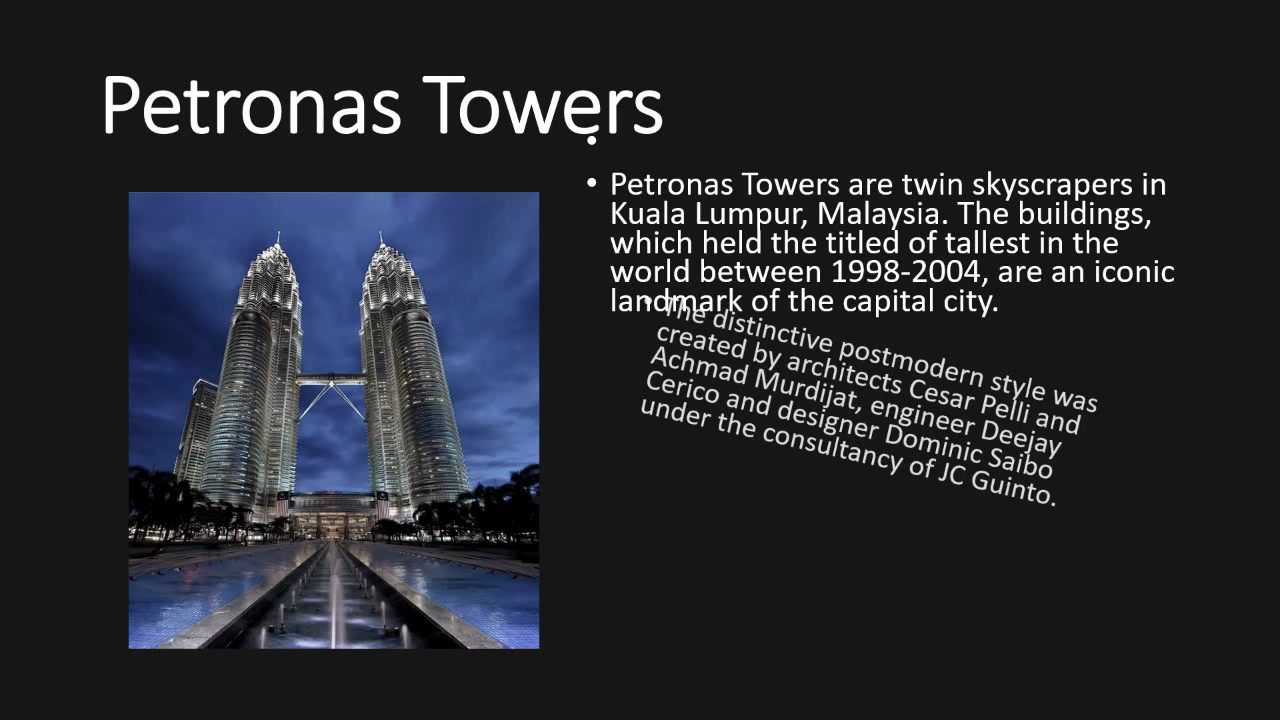 Petronas Towers
•
• Petronas Towers are twin skyscrapers in
Kuala Lumpur, Malaysia. The buildings,
which held the titled of tallest in the
world between 1998-2004, are an iconic
landmark of the capital city.
• The distinctive postmodern style was
created by architects Cesar Pelli and
Achmad Murdijat, engineer Deejay
Cerico and designer Dominic Saibo
under the consultancy of JC Guinto.